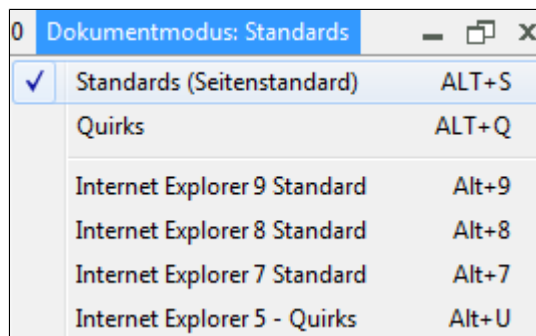 0 Dokumentmodus: Standards
Standards (Seitenstandard) ALT+S
Quirks ALT+Q
Internet Explorer 9 Standard Alt+9
Internet Explorer 8 Standard Alt+8
Internet Explorer 7 Standard Alt+7
Internet Explorer 5 - Quirks Alt+U